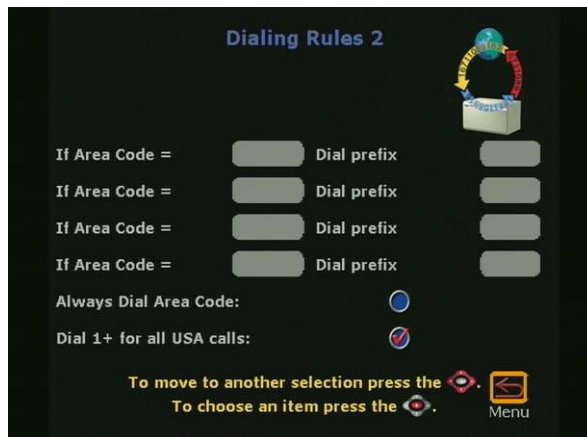 Dialing Rules 2
If Area Code = Dial prefix
If Area Code = Dial prefix
If Area Code = Dial prefix
If Area Code = Dial prefix
Always Dial Area Code:
Dial 1+ for all USA calls:
To move to another selection press the .
To choose an item press the .
Menu